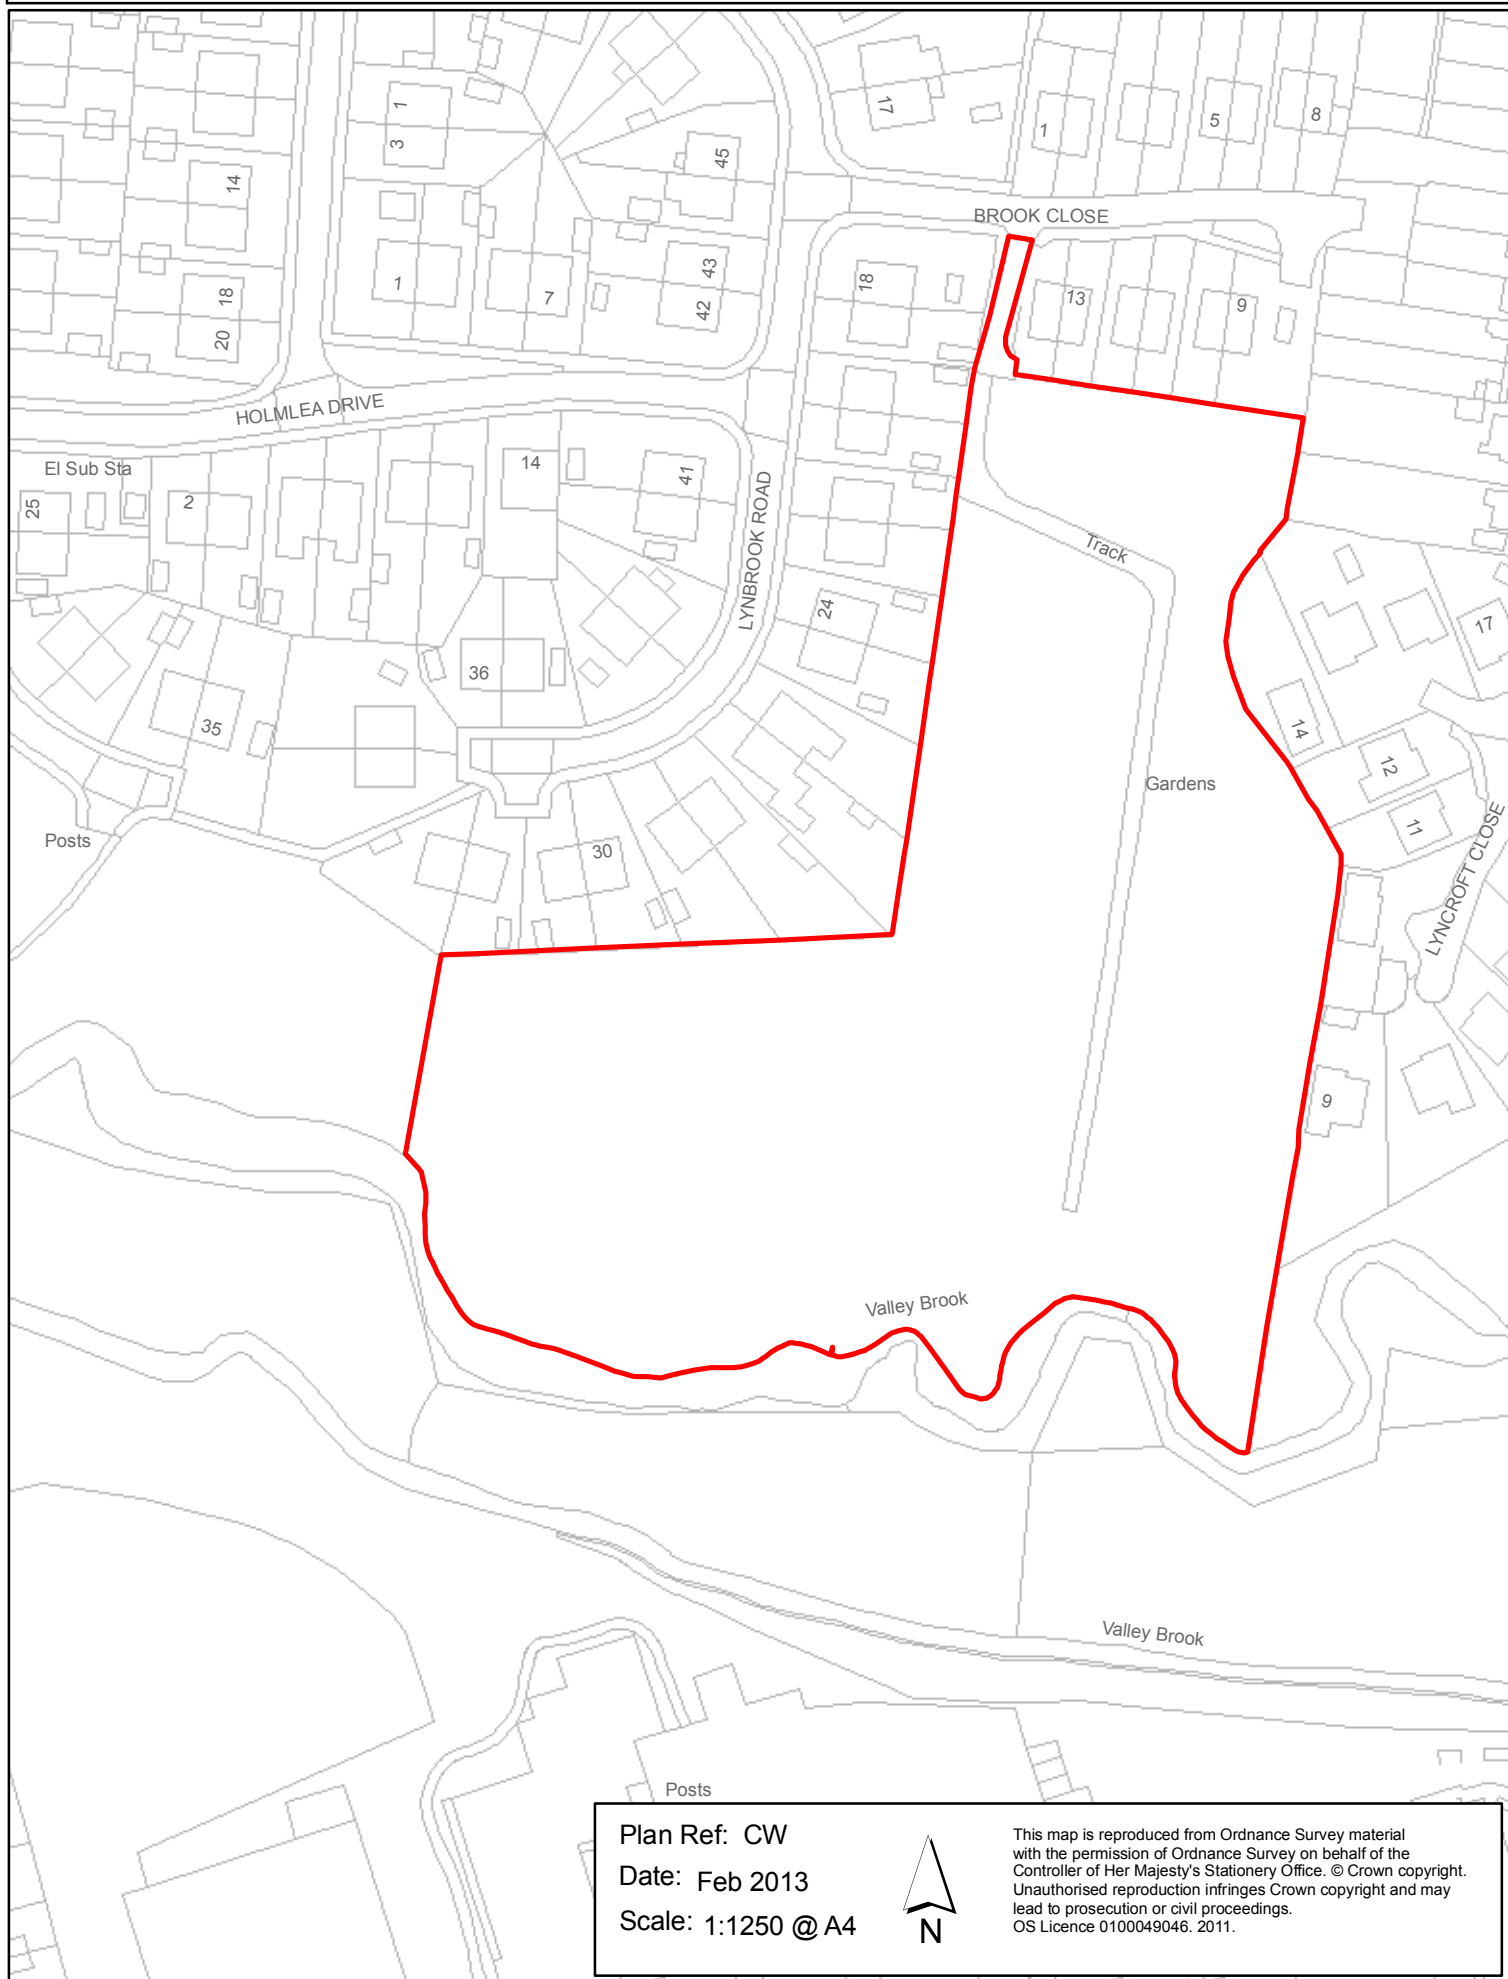 1
3
17
1
5
8
45
14
BROOK CLOSE
43
42
18
20
1
7
18
13
9
HOLMLEA DRIVE
El Sub Sta
25
2
14
41
LYNBROOK ROAD
Track
24
17
36
35
14
12
11
Gardens
LYNCROFT CLOSE
Posts
30
9
Valley Brook
Valley Brook
Posts
Plan Ref: CW
Date: Feb 2013
Scale: 1:1250 @ A4
N
This map is reproduced from Ordnance Survey material
with the permission of Ordnance Survey on behalf of the
Controller of Her Majesty's Stationery Office. © Crown copyright.
Unauthorised reproduction infringes Crown copyright and may
lead to prosecution or civil proceedings.
OS Licence 0100049046. 2011.